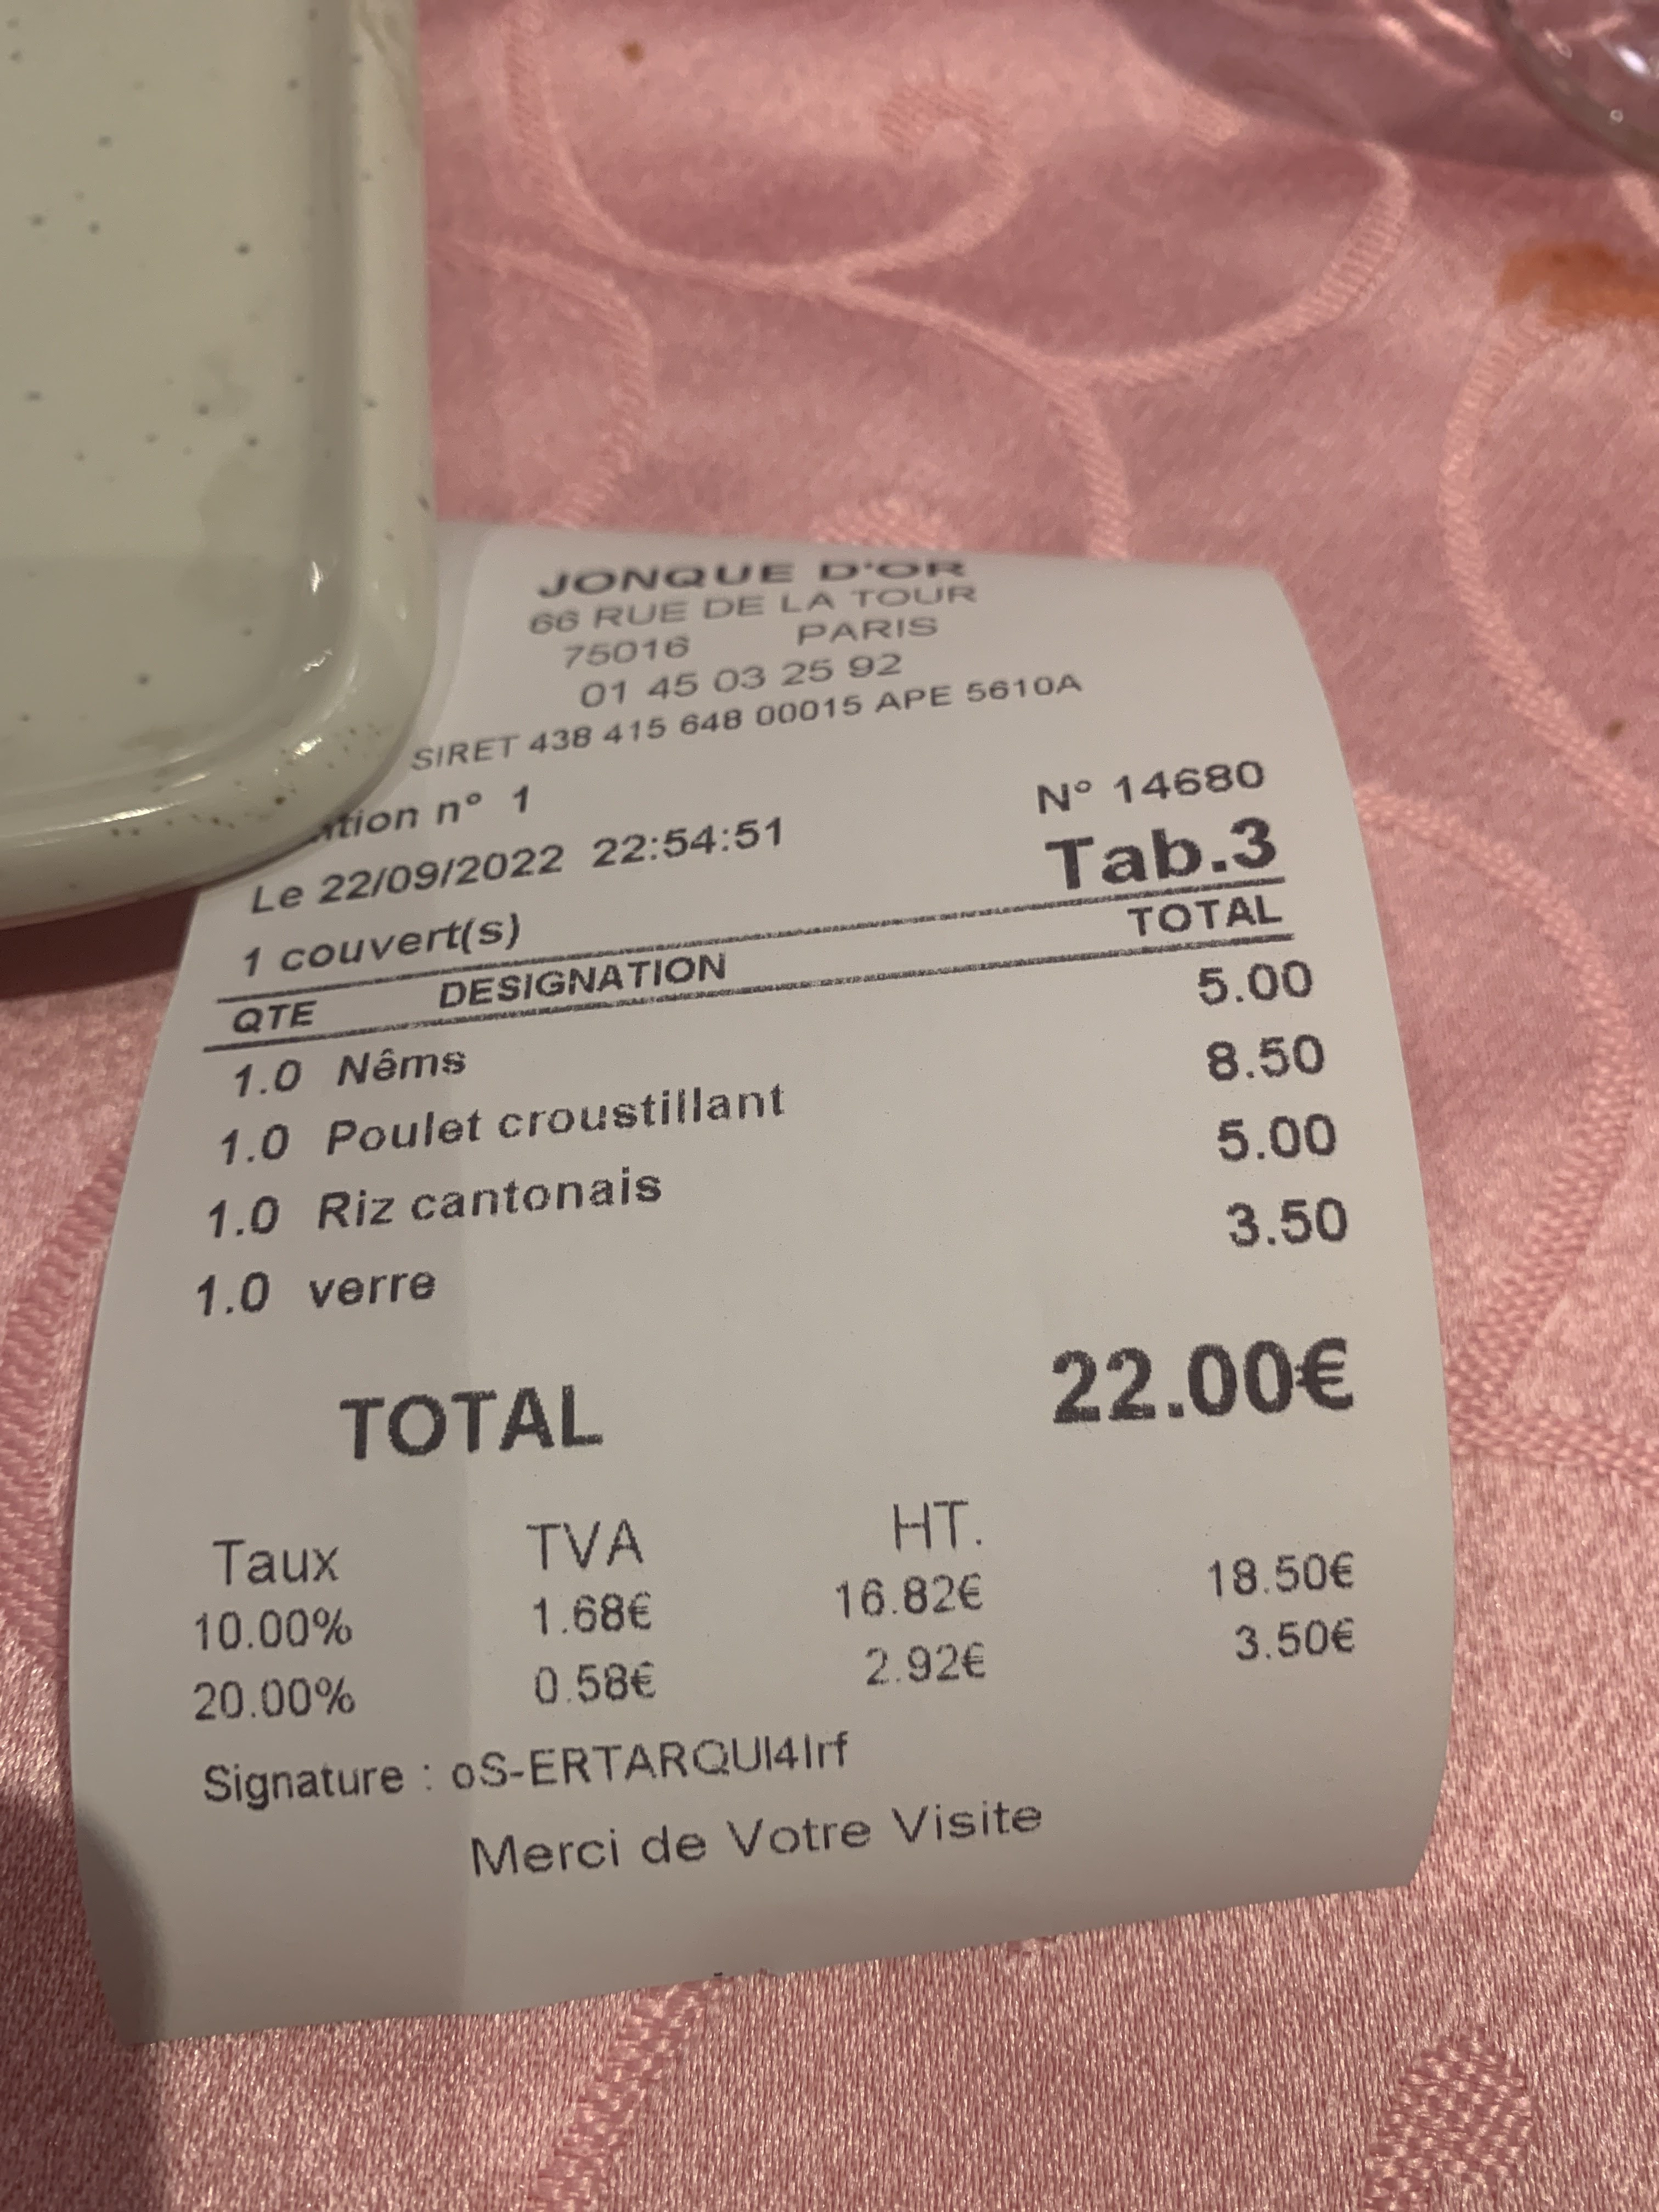 JONQUE D'OR
66 RUE DE LA TOUR
75016 PARIS
01 45 03 25 92
SIRET 438 415 648 00015 APE 5610A
n° 1 N° 14680
Le 22/09/2022 22:54:51 Tab.3
1 couvert(s)
QTE DESIGNATION TOTAL
1.0 Nêms 5.00
1.0 Poulet croustillant 8.50
1.0 Riz cantonais 5.00
1.0 verre 3.50
TOTAL 22.00€
Taux TVA HT.
10.00% 1.68€ 16.82€ 18.50€
20.00% 0.58€ 2.92€ 3.50€
Signature : oS-ERTARQUI4Irf
Merci de Votre Visite